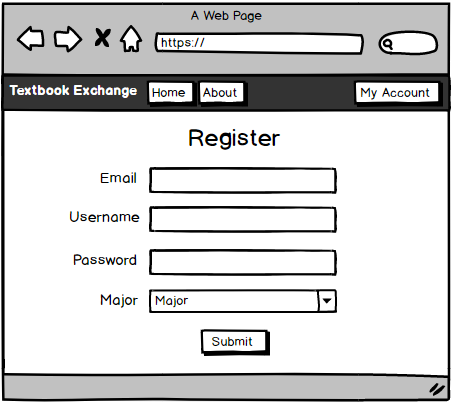 A Web Page
https://
Textbook Exchange Home About My Account
Register
Email
Username
Password
Major Major
Submit